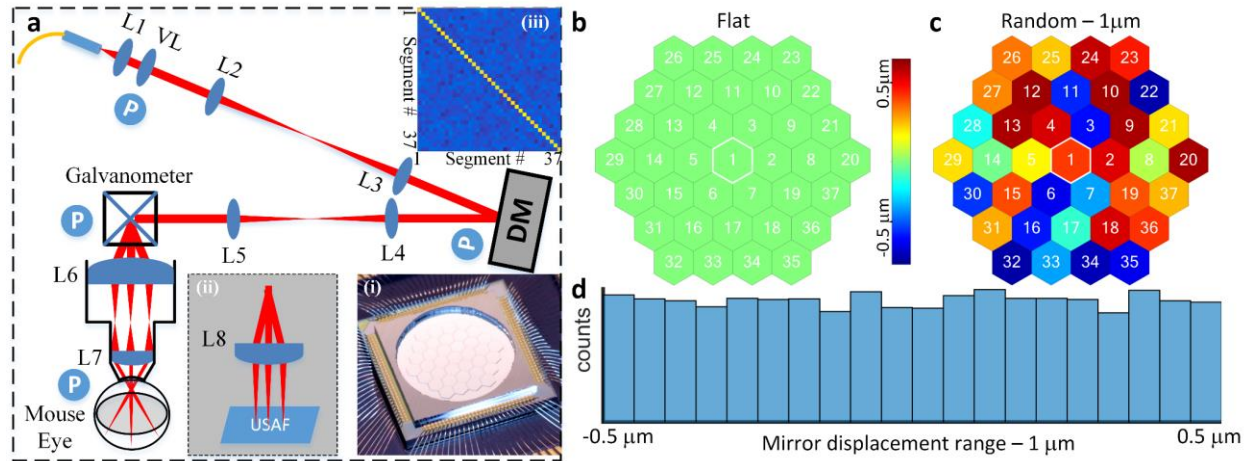 a
L1
VL
L2
P
(iii)
1
Segment #
37
1
Segment #
37
Galvanometer
P
L3
L5
L4
P
DM
L6
L7
P
Mouse
Eye
(ii)
L8
USAF
(i)
b
Flat
26 25 24 23
27 12 11 10 22
28 13 4 3 9 21
29 14 5 1 2 8 20
30 15 6 7 19 37
31 16 17 18 36
32 33 34 35
0.5μm
-0.5 μm
c
Random – 1μm
26 25 24 23
27 12 11 10 22
28 13 4 3 9 21
29 14 5 1 2 8 20
30 15 6 7 19 37
31 16 17 18 36
32 33 34 35
d
counts
-0.5 μm
Mirror displacement range – 1 μm
0.5 μm